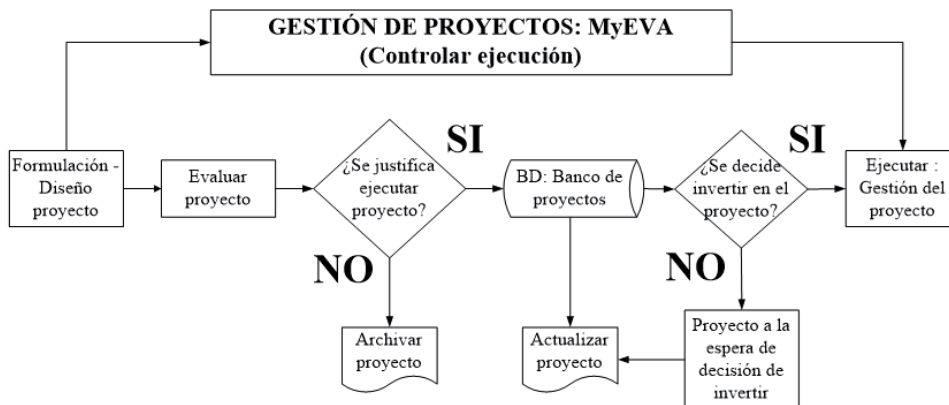 GESTIÓN DE PROYECTOS: MyEVA
(Controlar ejecución)
Formulación -
Diseño
proyecto
Evaluar
proyecto
¿Se justifica
ejecutar
proyecto?
SI
NO
Archivar
proyecto
BD: Banco de
proyectos
Actualizar
proyecto
¿Se decide
invertir en el
proyecto?
SI
NO
Proyecto a la
espera de
decisión de
invertir
Ejecutar :
Gestión del
proyecto